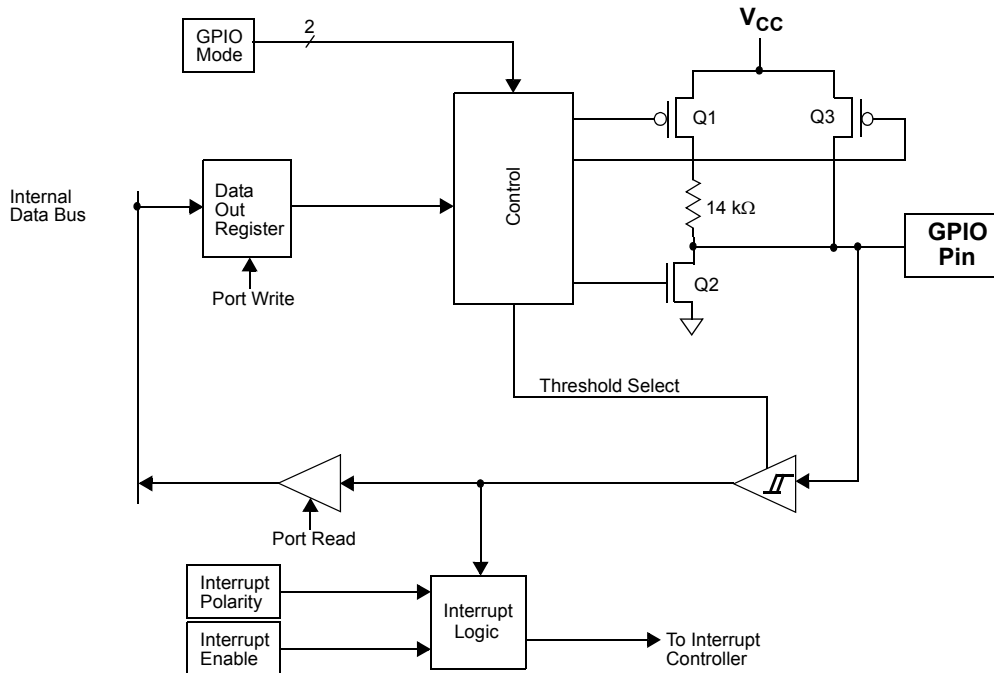 GPIO
Mode
2
VCC
Q1
Q3
Control
Internal
Data Bus
Data
Out
Register
14 kΩ
GPIO
Pin
Q2
Port Write
Threshold Select
Port Read
Interrupt
Polarity
Interrupt
Logic
Interrupt
Enable
To Interrupt
Controller